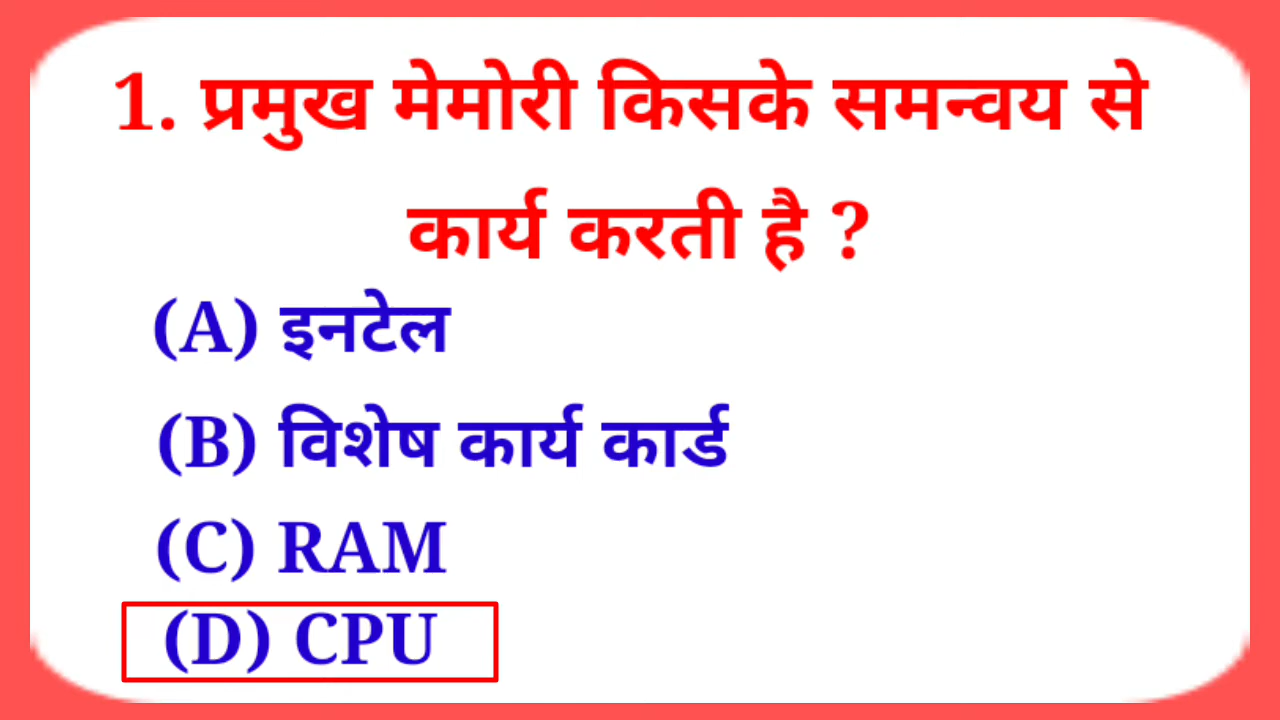 1. प्रमुख मेमोरी किसके समन्वय से
कार्य करती है ?
(A) इनटेल
(B) विशेष कार्य कार्ड
(C) RAM
(D) CPU